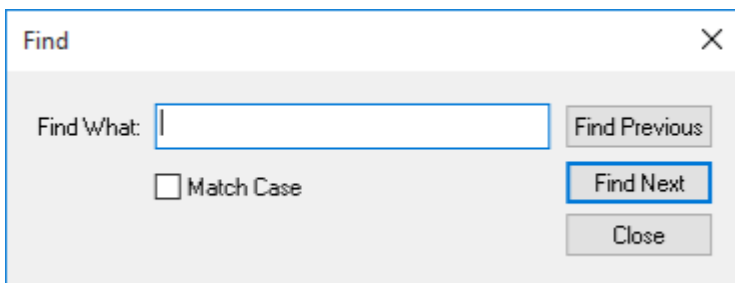 Find
Find What:
Find Previous
Match Case
Find Next
Close